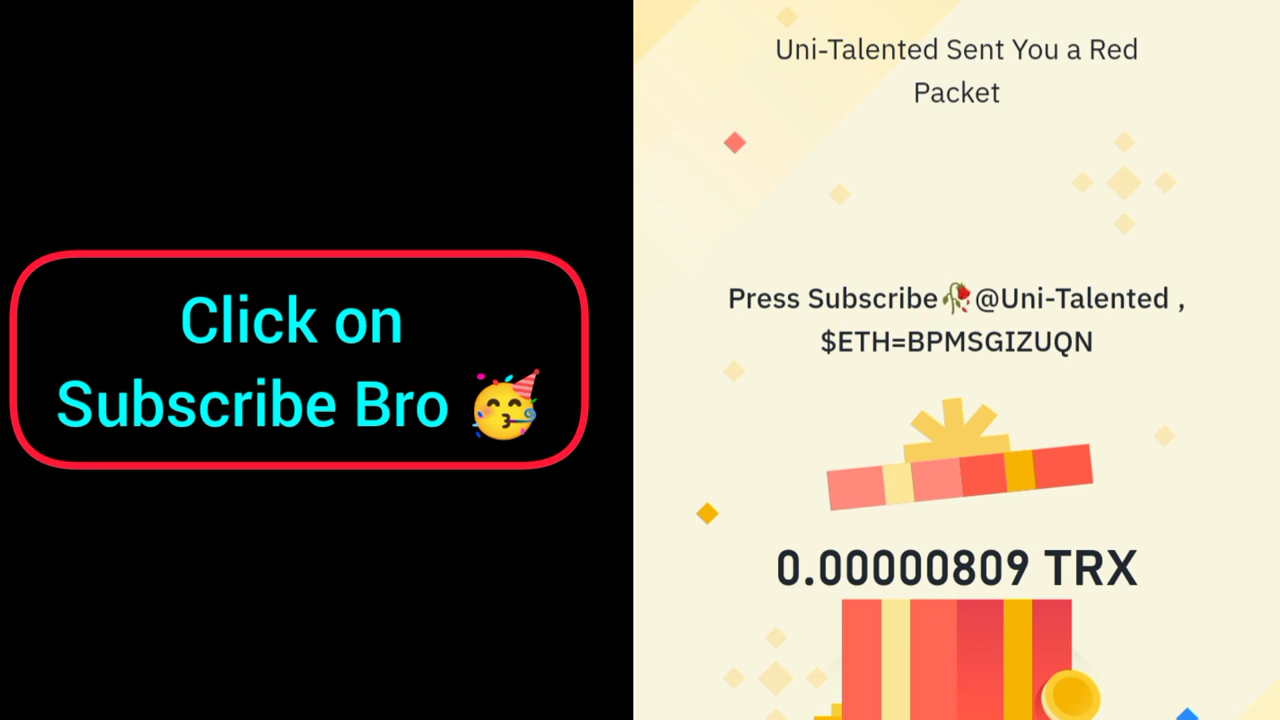 Click on
Subscribe Bro 🥳
Uni-Talented Sent You a Red
Packet
Press Subscribe🥀@Uni-Talented ,
$ETH=BPMSGIZUQN
0.00000809 TRX